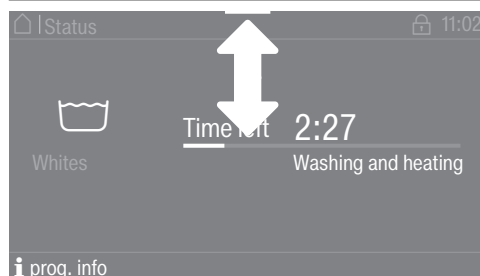 Status 11:02
Time left 2:27
Whites Washing and heating
i prog. info